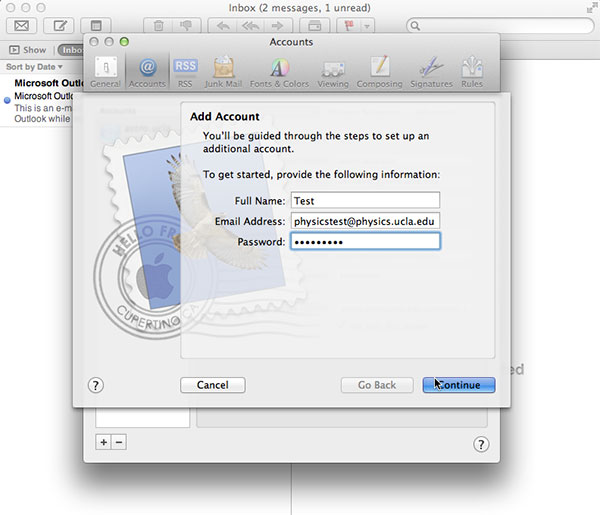 Inbox (2 messages, 1 unread)
Show
Inbo
Sort by Date
Microsoft Outlo
Microsoft Outlo
This is an e-m
Outlook while
Accounts
General
Accounts
RSS
RSS
Junk Mail
Fonts & Colors
Viewing
Composing
Signatures
Rules
Add Account
You'll be guided through the steps to set up an
additional account.
To get started, provide the following information:
Full Name: Test
Email Address: physicstest@physics.ucla.edu
Password: •••••••••
HELLO FR
CUPERTINO CA
? Cancel Go Back Continue
ed
+ −
?